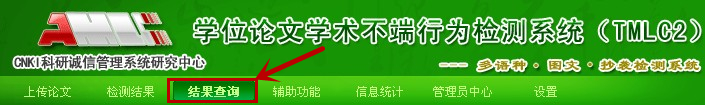 AMLC
学位论文学术不端行为检测系统（TMLC2）
CNKI科研诚信管理系统研究中心
--- 多语种·图文·抄袭检测系统
上传论文 检测结果 结果查询 辅助功能 信息统计 管理员中心 设置